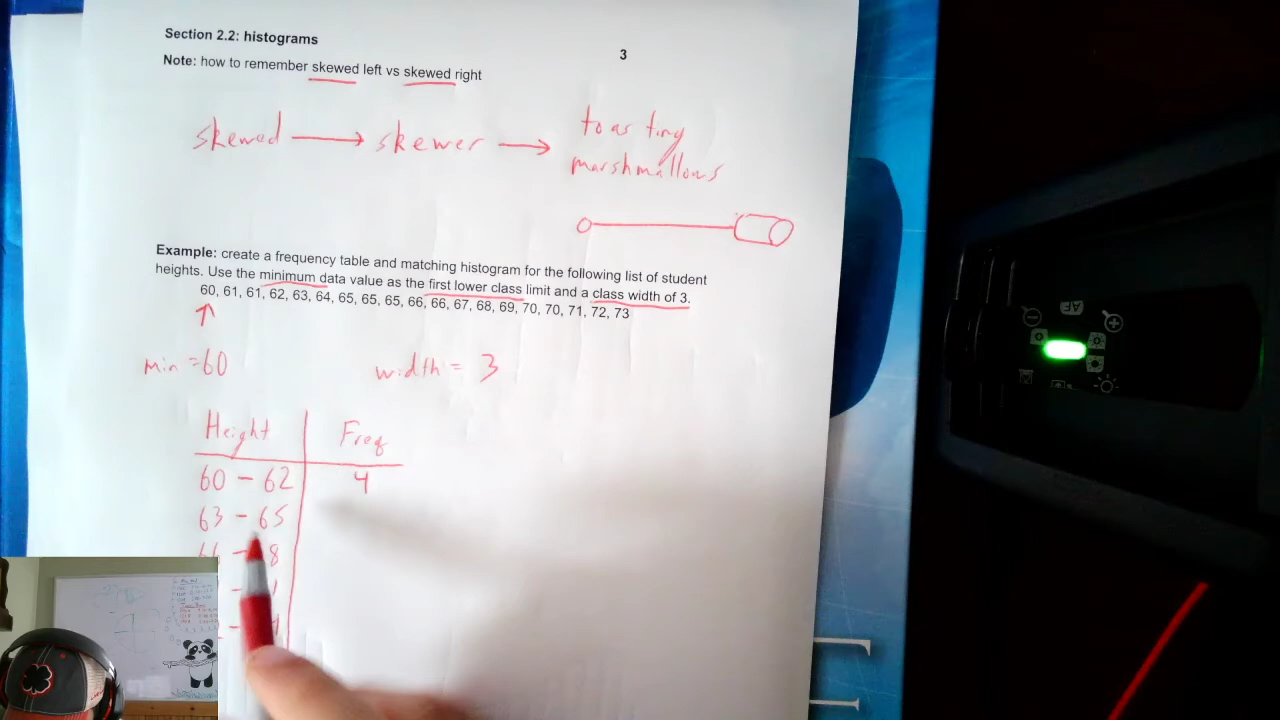 Section 2.2: histograms
3
Note: how to remember skewed left vs skewed right
skewed → skewer → toasting
marshmallows
Example: create a frequency table and matching histogram for the following list of student
heights. Use the minimum data value as the first lower class limit and a class width of 3.
60, 61, 61, 62, 63, 64, 65, 65, 65, 66, 66, 67, 68, 69, 70, 70, 71, 72, 73
min = 60 width = 3
Height Freq
60 - 62 4
63 - 65
AF